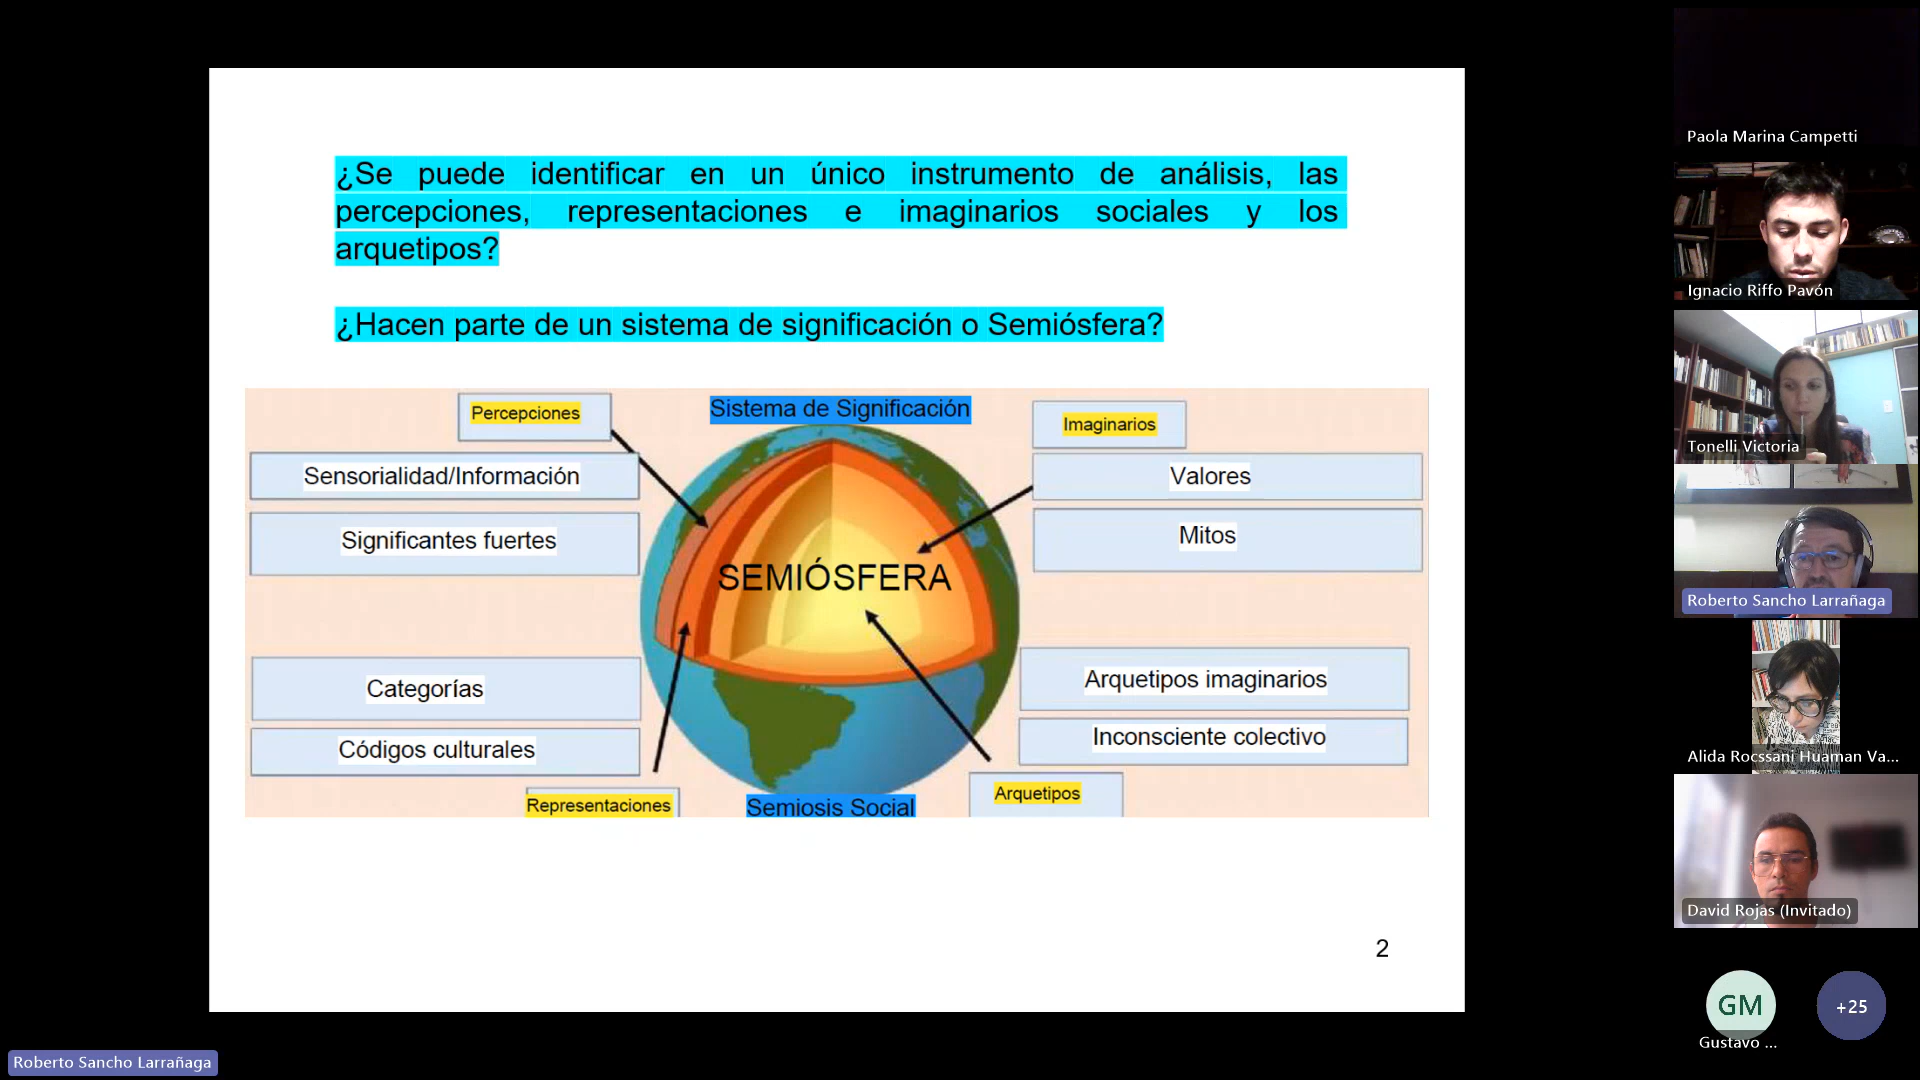 ¿Se puede identificar en un único instrumento de análisis, las
percepciones, representaciones e imaginarios sociales y los
arquetipos?
¿Hacen parte de un sistema de significación o Semiósfera?
Percepciones
Sistema de Significación
Imaginarios
Sensorialidad/Información
Valores
Significantes fuertes
Mitos
SEMIÓSFERA
Categorías
Arquetipos imaginarios
Códigos culturales
Inconsciente colectivo
Representaciones
Semiosis Social
Arquetipos
2
Paola Marina Campetti
Ignacio Riffo Pavón
Tonelli Victoria
Roberto Sancho Larrañaga
Alida Rocssani Huaman Va...
David Rojas (Invitado)
GM
+25
Gustavo ...
Roberto Sancho Larrañaga